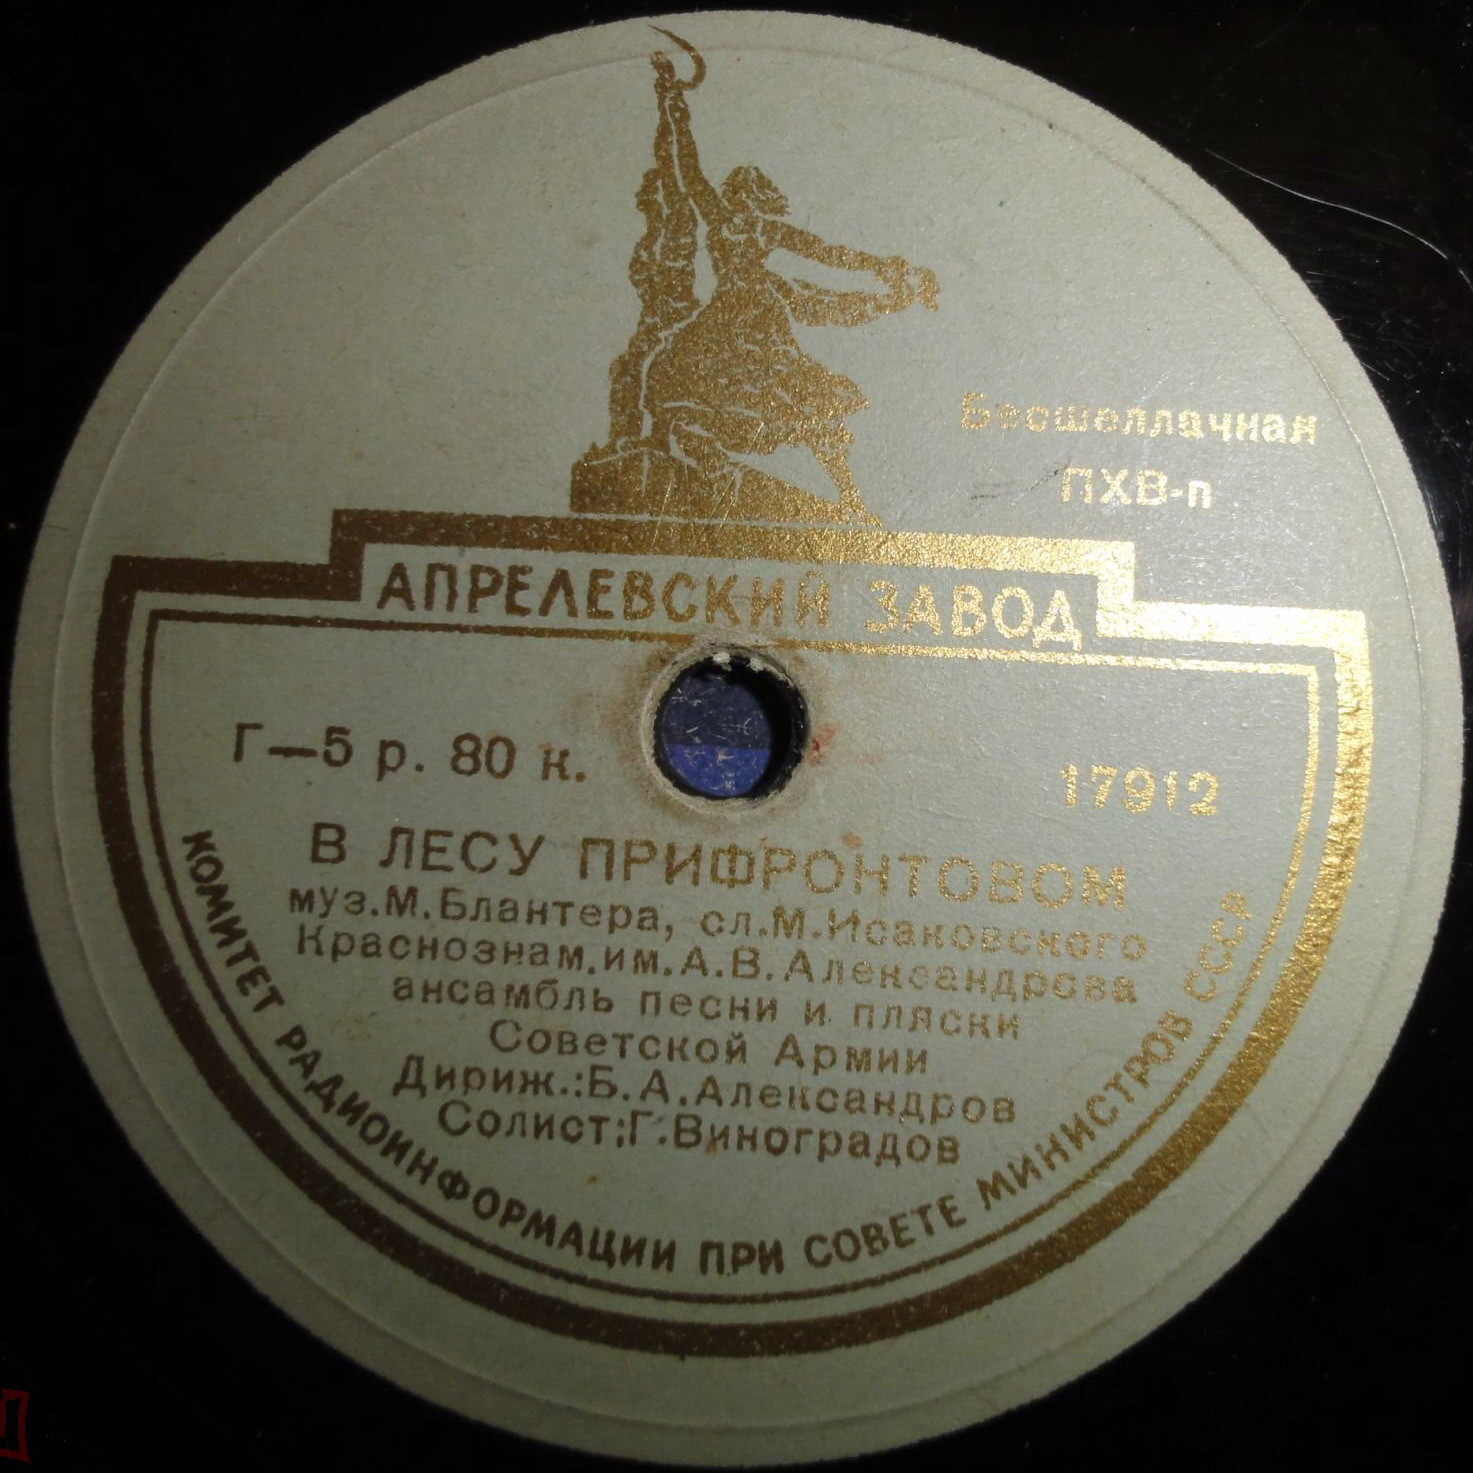 Бесшеллачная
ПХВ-п
АПРЕЛЕВСКИЙ ЗАВОД
Г—5 р. 80 к.
17912
В ЛЕСУ ПРИФРОНТОВОМ
муз.М.Блантера, сл.М.Исаковского
Краснознам.им.А.В.Александрова
ансамбль песни и пляски
Советской Армии
Дириж.:Б.А.Александров
Солист:Г.Виноградов
КОМИТЕТ РАДИОИНФОРМАЦИИ ПРИ СОВЕТЕ МИНИСТРОВ СССР